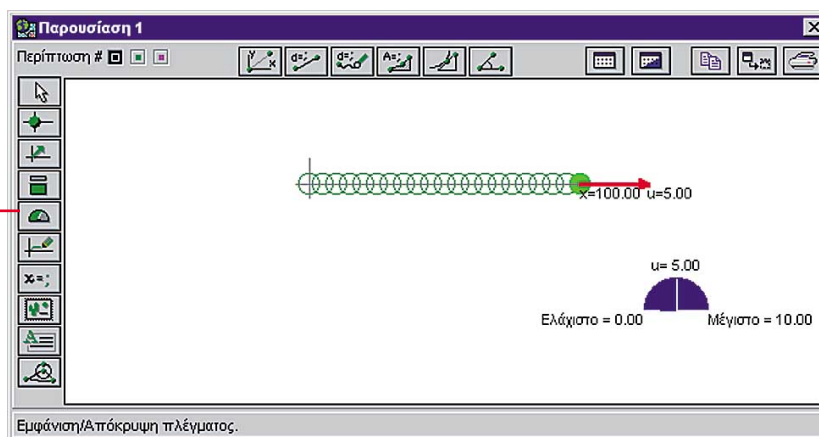 Παρουσίαση 1
Περίπτωση #
y x d=; d=; A=;
x=;
A
x=100.00 u=5.00
u= 5.00
Ελάχιστο = 0.00 Μέγιστο = 10.00
Εμφάνιση/Απόκρυψη πλέγματος.